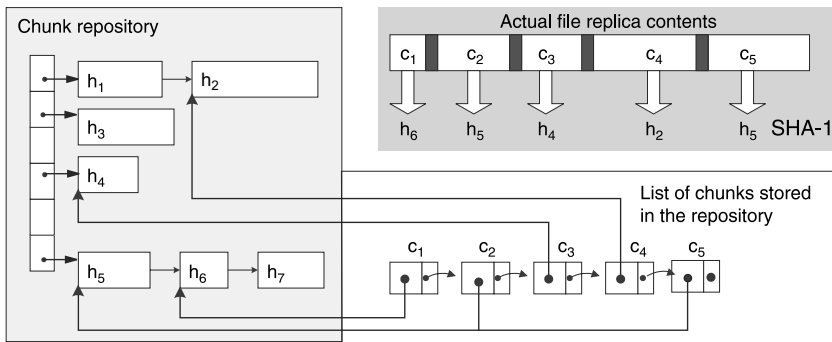 Chunk repository
h1 h2
h3
h4
h5 h6 h7
Actual file replica contents
c1 c2 c3 c4 c5
h6 h5 h4 h2 h5 SHA-1
List of chunks stored
in the repository
c1 c2 c3 c4 c5